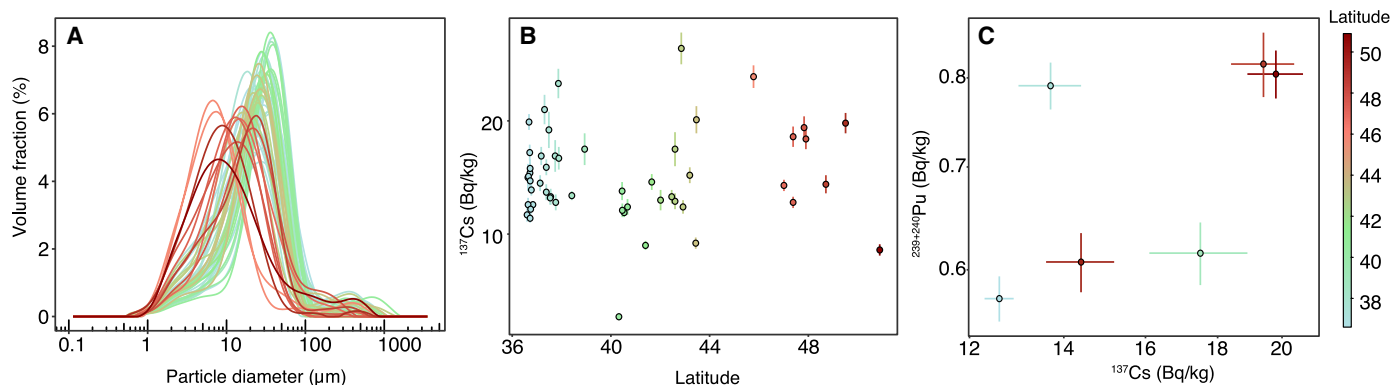 A
Volume fraction (%)
8
6
4
2
0
0.1 1 10 100 1000
Particle diameter (µm)
B
¹³⁷Cs (Bq/kg)
20
10
36 40 44 48
Latitude
C
²³⁹⁺²⁴⁰Pu (Bq/kg)
0.8
0.7
0.6
12 14 16 18 20
¹³⁷Cs (Bq/kg)
Latitude
50
48
46
44
42
40
38